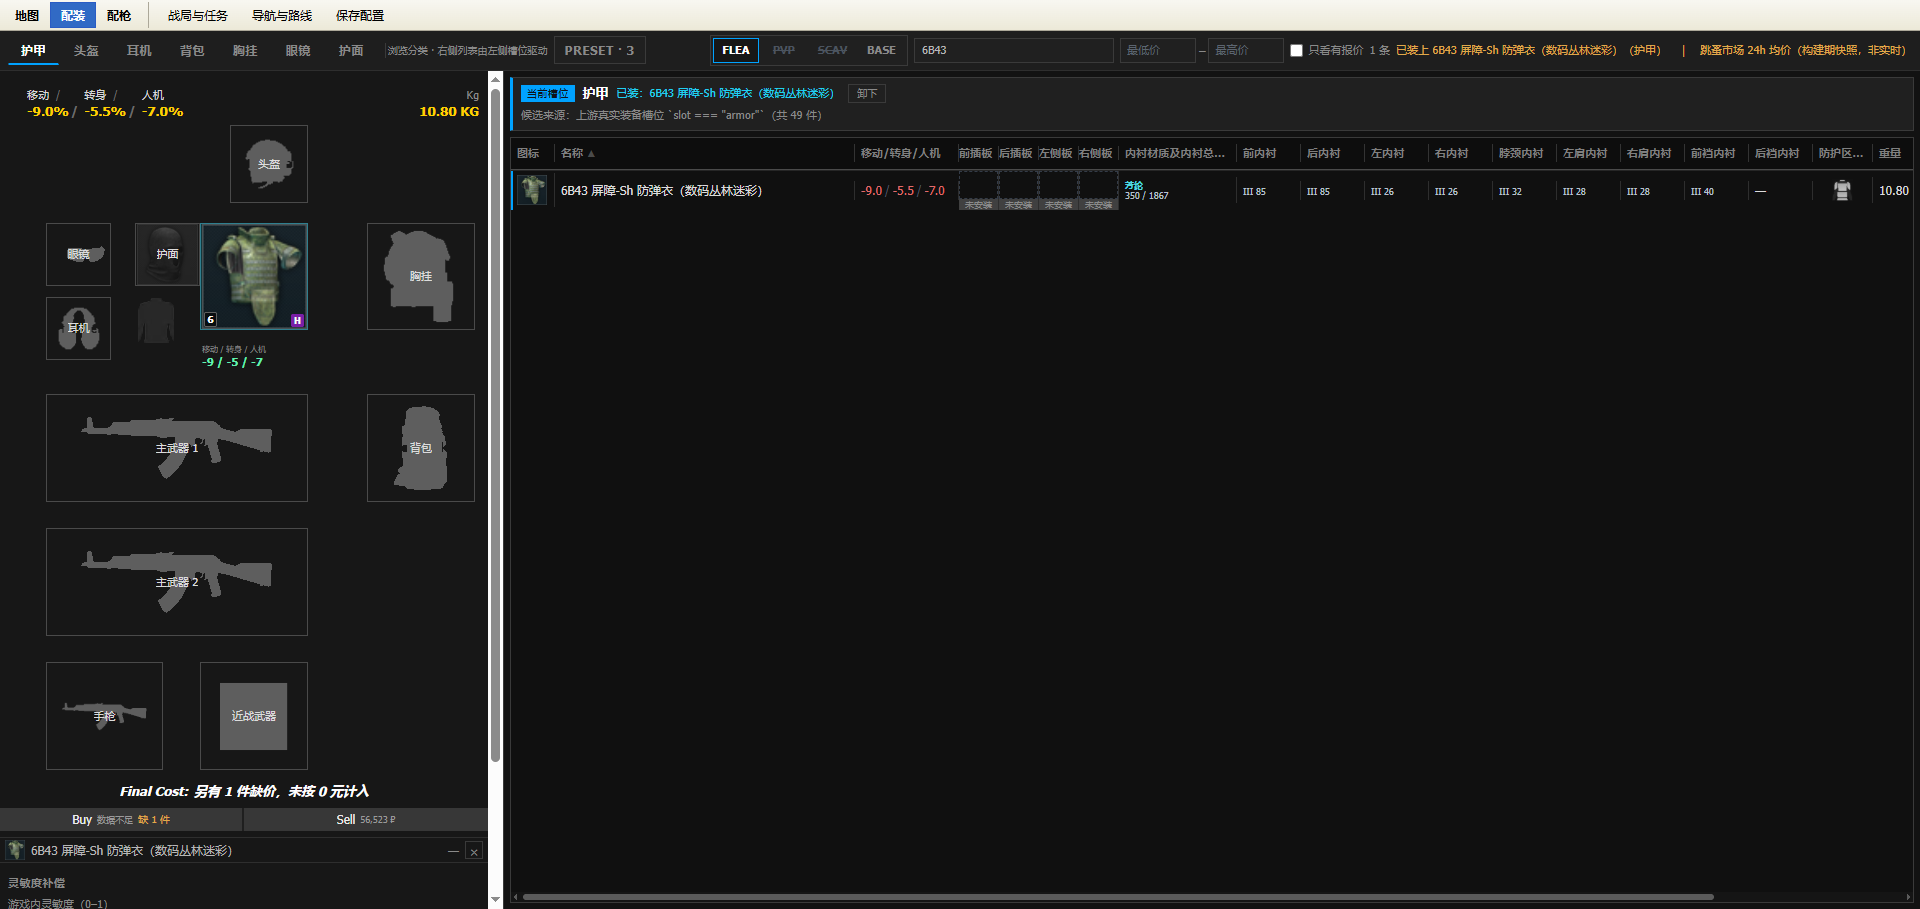 地图 配装 配枪 战局与任务 导航与路线 保存配置
护甲 头盔 耳机 背包 胸挂 眼镜 护面 浏览分类 · 右侧列表由左侧槽位驱动 PRESET · 3 FLEA PVP SCAV BASE 6B43 最低价 — 最高价 只看有报价 1 条 已装上 6B43 屏障-Sh 防弹衣（数码丛林迷彩）（护甲） | 跳蚤市场 24h 均价（构建期快照，非实时）
移动 / 转身 / 人机 Kg
-9.0% / -5.5% / -7.0% 10.80 KG
头盔
眼镜 护面 胸挂
6 H
耳机
移动 / 转身 / 人机
-9 / -5 / -7
主武器 1 背包
主武器 2
手枪 近战武器
Final Cost: 另有 1 件缺价，未按 0 元计入
Buy 数据不足 缺 1 件 Sell 56,523 ₽
6B43 屏障-Sh 防弹衣（数码丛林迷彩） — ×
灵敏度补偿
游戏内灵敏度（0–1）
当前槽位 护甲 已装：6B43 屏障-Sh 防弹衣（数码丛林迷彩） 卸下
候选来源：上游真实装备槽位 `slot === "armor"`（共 49 件）
图标 名称 ▲ 移动/转身/人机 前插板 后插板 左侧板 右侧板 内衬材质及内衬总... 前内衬 后内衬 左内衬 右内衬 脖颈内衬 左肩内衬 右肩内衬 前裆内衬 后裆内衬 防护区... 重量
6B43 屏障-Sh 防弹衣（数码丛林迷彩） -9.0 / -5.5 / -7.0 未安装 未安装 未安装 未安装 芳纶 350 / 1867 III 85 III 85 III 26 III 26 III 32 III 28 III 28 III 40 — 10.80